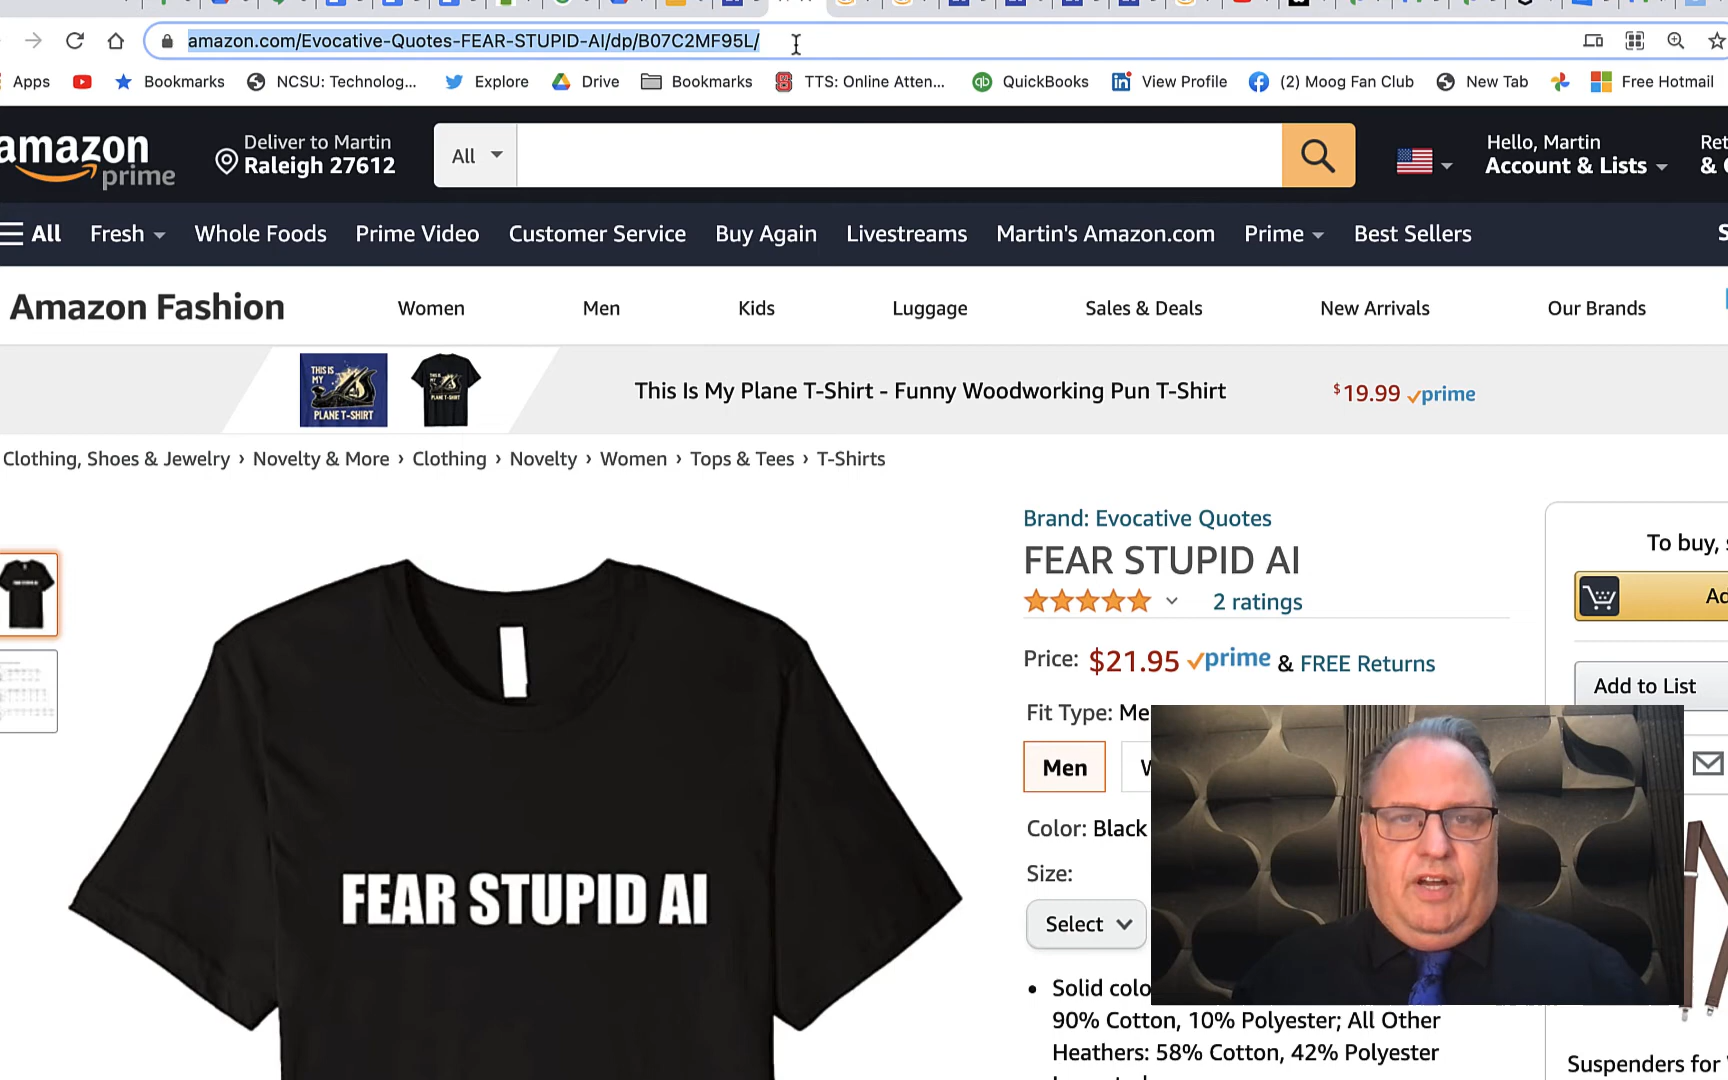 amazon.com/Evocative-Quotes-FEAR-STUPID-AI/dp/B07C2MF95L/
Apps Bookmarks NCSU: Technolog... Explore Drive Bookmarks TTS: Online Atten... QuickBooks View Profile (2) Moog Fan Club New Tab Free Hotmail
amazon prime
Deliver to Martin
Raleigh 27612
All
Hello, Martin
Account & Lists
Ret
&
All Fresh Whole Foods Prime Video Customer Service Buy Again Livestreams Martin's Amazon.com Prime Best Sellers
Amazon Fashion Women Men Kids Luggage Sales & Deals New Arrivals Our Brands
THIS IS MY PLANE T-SHIRT
This Is My Plane T-Shirt - Funny Woodworking Pun T-Shirt $19.99 prime
Clothing, Shoes & Jewelry › Novelty & More › Clothing › Novelty › Women › Tops & Tees › T-Shirts
Brand: Evocative Quotes
FEAR STUPID AI
2 ratings
Price: $21.95 prime & FREE Returns
Fit Type: Me
Men
Color: Black
Size:
Select
• Solid colo
90% Cotton, 10% Polyester; All Other
Heathers: 58% Cotton, 42% Polyester
FEAR STUPID AI
To buy, s
Ad
Add to List
Suspenders for